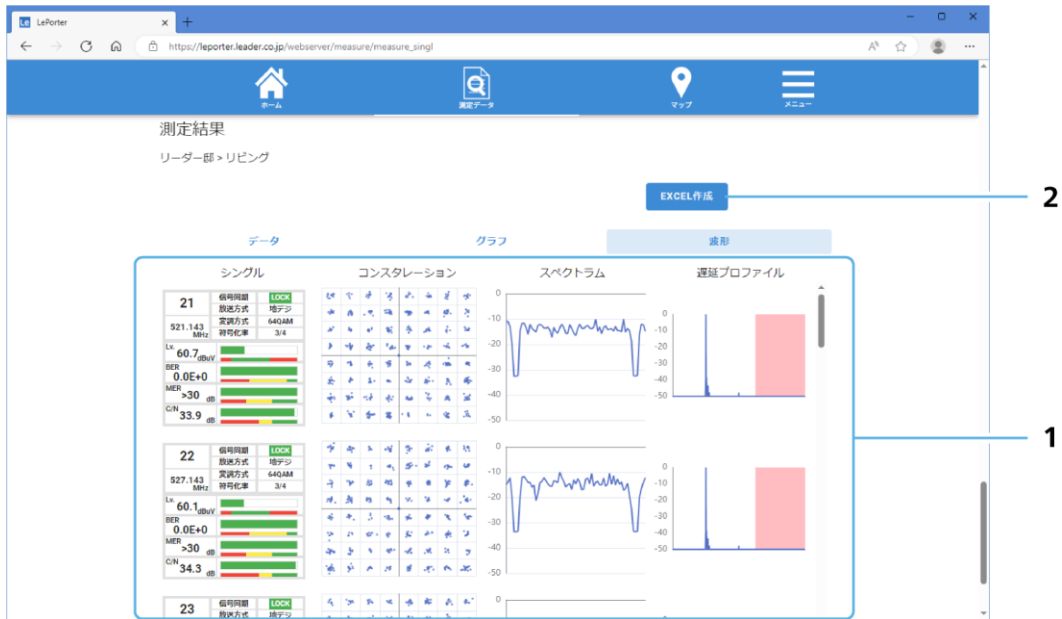 Le LePorter
https://leporter.leader.co.jp/webserver/measure/measure_singl
ホーム
測定データ
マップ
メニュー
測定結果
リーダー邸 > リビング
EXCEL作成
2
データ
グラフ
波形
シングル
コンスタレーション
スペクトラム
遅延プロファイル
21
521.143
MHz
信号同期 LOCK
放送方式 地デジ
変調方式 64QAM
符号化率 3/4
Lv. 60.7 dBuV
BER 0.0E+0
MER >30 dB
C/N 33.9 dB
0
-10
-20
-30
-40
-50
0
-10
-20
-30
-40
-50
1
22
527.143
MHz
信号同期 LOCK
放送方式 地デジ
変調方式 64QAM
符号化率 3/4
Lv. 60.1 dBuV
BER 0.0E+0
MER >30 dB
C/N 34.3 dB
0
-10
-20
-30
-40
-50
0
-10
-20
-30
-40
-50
23
信号同期 LOCK
放送方式 地デジ
0